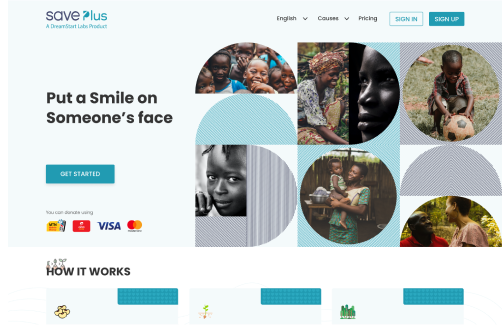 save Plus
A DreamStart Labs Product
English
Causes
Pricing
SIGN IN
SIGN UP
Put a Smile on
Someone's face
GET STARTED
You can donate using
VISA
HOW IT WORKS